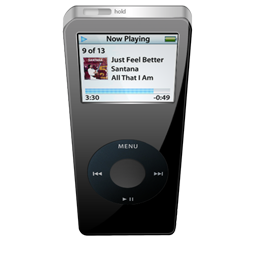 hold
Now Playing
9 of 13
Just Feel Better
Santana
All That I Am
3:30 -0:49
MENU